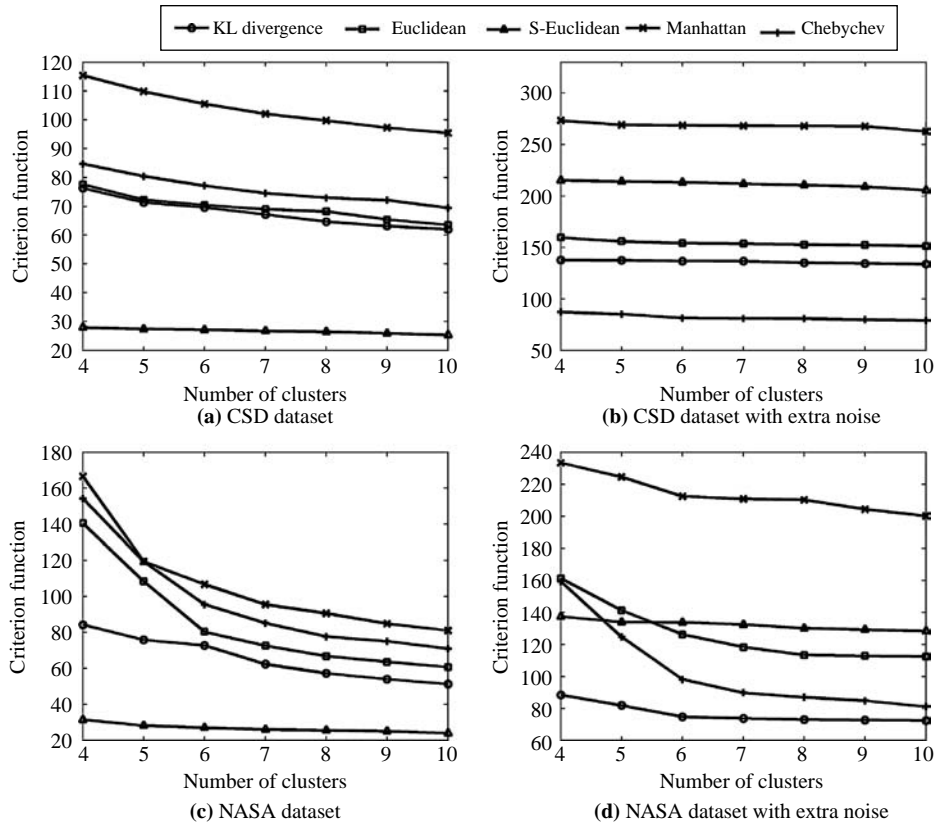 KL divergence Euclidean S-Euclidean Manhattan Chebychev
120
110
100
90
80
70
60
50
40
30
20
Criterion function
4 5 6 7 8 9 10
Number of clusters
(a) CSD dataset
300
250
200
150
100
50
Criterion function
4 5 6 7 8 9 10
Number of clusters
(b) CSD dataset with extra noise
180
160
140
120
100
80
60
40
20
Criterion function
4 5 6 7 8 9 10
Number of clusters
(c) NASA dataset
240
220
200
180
160
140
120
100
80
60
Criterion function
4 5 6 7 8 9 10
Number of clusters
(d) NASA dataset with extra noise